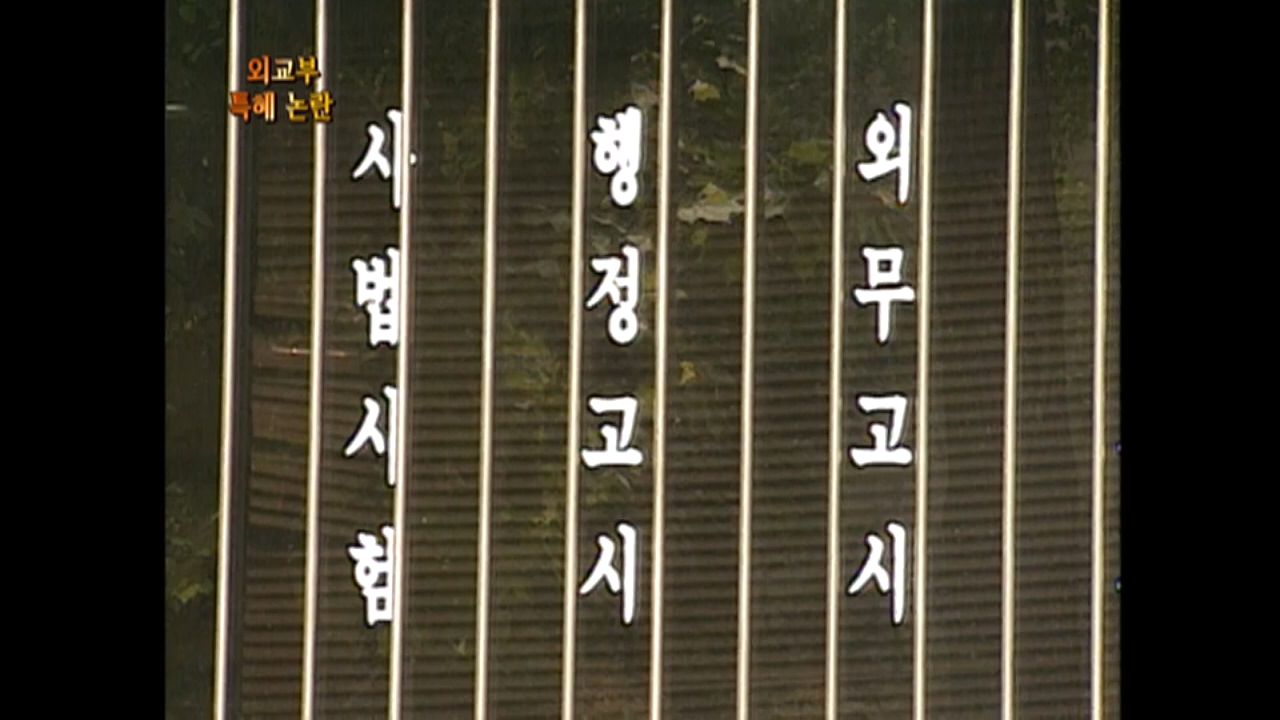 외교부
특혜 논란
사법시험
행정고시
외무고시